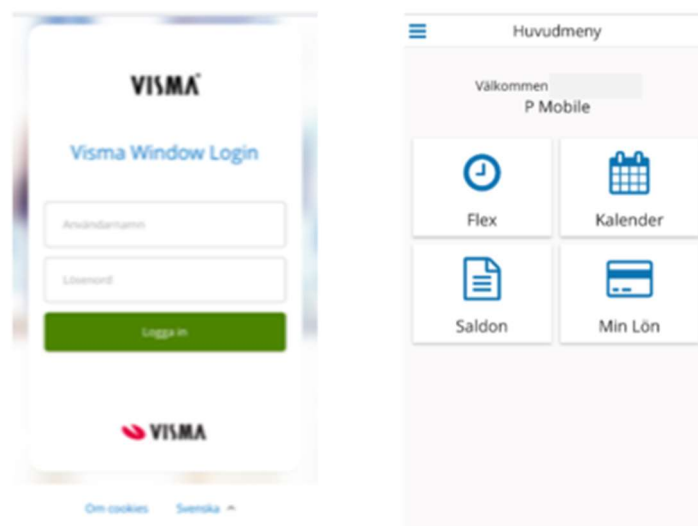 VISMA
Visma Window Login
Användarnamn
Lösenord
Logga in
VISMA
Om cookies Svenska
Huvudmeny
Välkommen
P Mobile
Flex Kalender
Saldon Min Lön